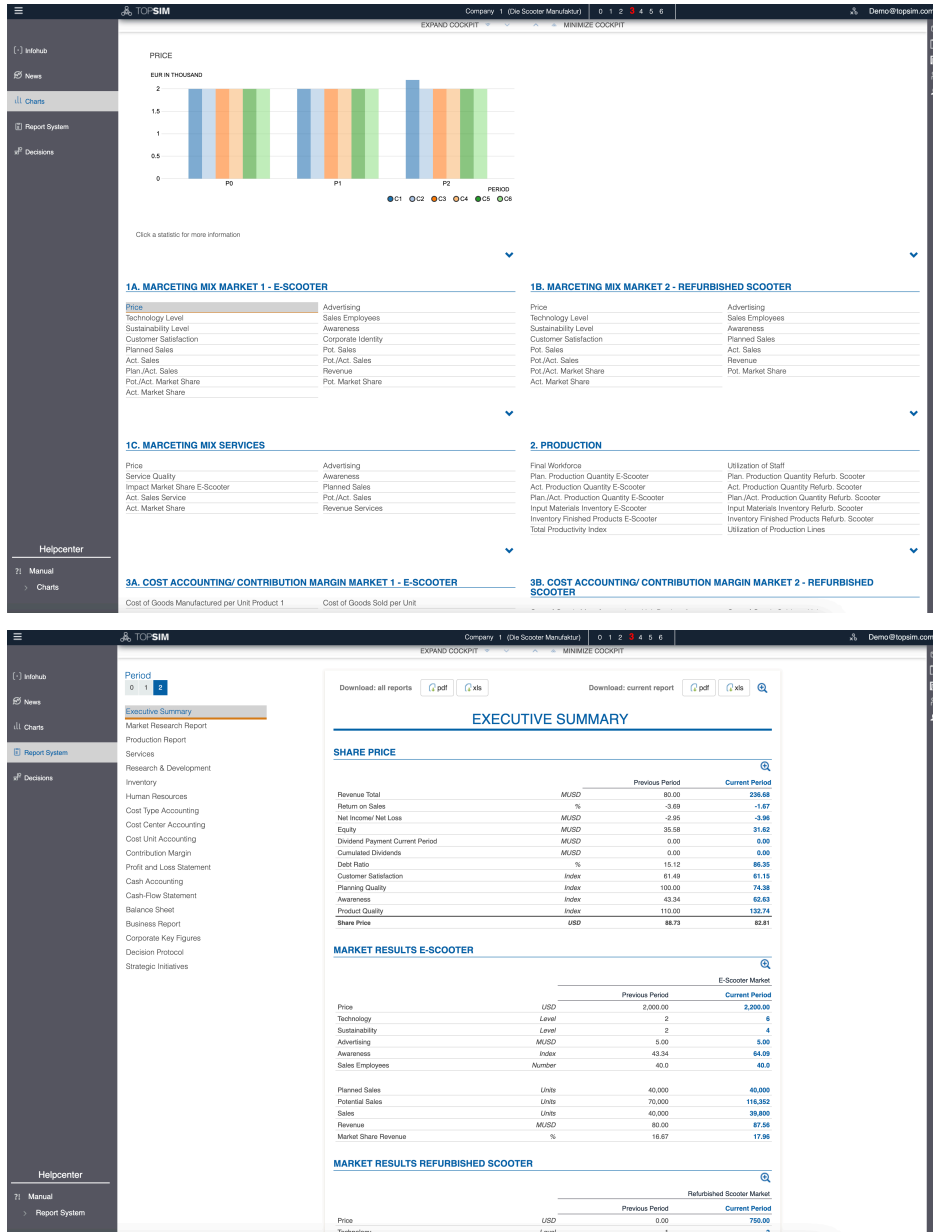 TOPSIM Company 1 (Die Scooter Manufaktur) 0 1 2 3 4 5 6 Demo@topsim.com
EXPAND COCKPIT MINIMIZE COCKPIT
Infohub
News
Charts
Report System
Decisions
PRICE
EUR IN THOUSAND
2
1.5
1
0.5
0
P0 P1 P2
PERIOD
C1 C2 C3 C4 C5 C6
Click a statistic for more information
1A. MARCETING MIX MARKET 1 - E-SCOOTER
Price Advertising
Technology Level Sales Employees
Sustainability Level Awareness
Customer Satisfaction Corporate Identity
Planned Sales Pot. Sales
Act. Sales Pot./Act. Sales
Plan./Act. Sales Revenue
Pot./Act. Market Share Pot. Market Share
Act. Market Share
1B. MARCETING MIX MARKET 2 - REFURBISHED SCOOTER
Price Advertising
Technology Level Sales Employees
Sustainability Level Awareness
Customer Satisfaction Planned Sales
Pot. Sales Act. Sales
Pot./Act. Sales Revenue
Pot./Act. Market Share Pot. Market Share
Act. Market Share
1C. MARCETING MIX SERVICES
Price Advertising
Service Quality Awareness
Impact Market Share E-Scooter Planned Sales
Act. Sales Service Pot./Act. Sales
Act. Market Share Revenue Services
2. PRODUCTION
Final Workforce Utilization of Staff
Plan. Production Quantity E-Scooter Plan. Production Quantity Refurb. Scooter
Act. Production Quantity E-Scooter Act. Production Quantity Refurb. Scooter
Plan./Act. Production Quantity E-Scooter Plan./Act. Production Quantity Refurb. Scooter
Input Materials Inventory E-Scooter Input Materials Inventory Refurb. Scooter
Inventory Finished Products E-Scooter Inventory Finished Products Refurb. Scooter
Total Productivity Index Utilization of Production Lines
Helpcenter
?! Manual
> Charts
3A. COST ACCOUNTING/ CONTRIBUTION MARGIN MARKET 1 - E-SCOOTER
Cost of Goods Manufactured per Unit Product 1 Cost of Goods Sold per Unit
3B. COST ACCOUNTING/ CONTRIBUTION MARGIN MARKET 2 - REFURBISHED
SCOOTER
TOPSIM Company 1 (Die Scooter Manufaktur) 0 1 2 3 4 5 6 Demo@topsim.com
EXPAND COCKPIT MINIMIZE COCKPIT
Infohub
News
Charts
Report System
Decisions
Period
0 1 2
Executive Summary
Market Research Report
Production Report
Services
Research & Development
Inventory
Human Resources
Cost Type Accounting
Cost Center Accounting
Cost Unit Accounting
Contribution Margin
Profit and Loss Statement
Cash Accounting
Cash-Flow Statement
Balance Sheet
Business Report
Corporate Key Figures
Decision Protocol
Strategic Initiatives
Download: all reports pdf xls Download: current report pdf xls
EXECUTIVE SUMMARY
SHARE PRICE
Previous Period Current Period
Revenue Total MUSD 80.00 236.68
Return on Sales % -3.69 -1.67
Net Income/ Net Loss MUSD -2.95 -3.96
Equity MUSD 35.58 31.62
Dividend Payment Current Period MUSD 0.00 0.00
Cumulated Dividends MUSD 0.00 0.00
Debt Ratio % 15.12 86.35
Customer Satisfaction Index 61.49 61.15
Planning Quality Index 100.00 74.38
Awareness Index 43.34 62.63
Product Quality Index 110.00 132.74
Share Price USD 88.73 82.81
MARKET RESULTS E-SCOOTER
E-Scooter Market
Previous Period Current Period
Price USD 2,000.00 2,200.00
Technology Level 2 6
Sustainability Level 2 4
Advertising MUSD 5.00 5.00
Awareness Index 43.34 64.09
Sales Employees Number 40.0 40.0
Planned Sales Units 40,000 40,000
Potential Sales Units 70,000 116,352
Sales Units 40,000 39,800
Revenue MUSD 80.00 87.56
Market Share Revenue % 16.67 17.96
MARKET RESULTS REFURBISHED SCOOTER
Refurbished Scooter Market
Previous Period Current Period
Price USD 0.00 750.00
Helpcenter
?! Manual
> Report System